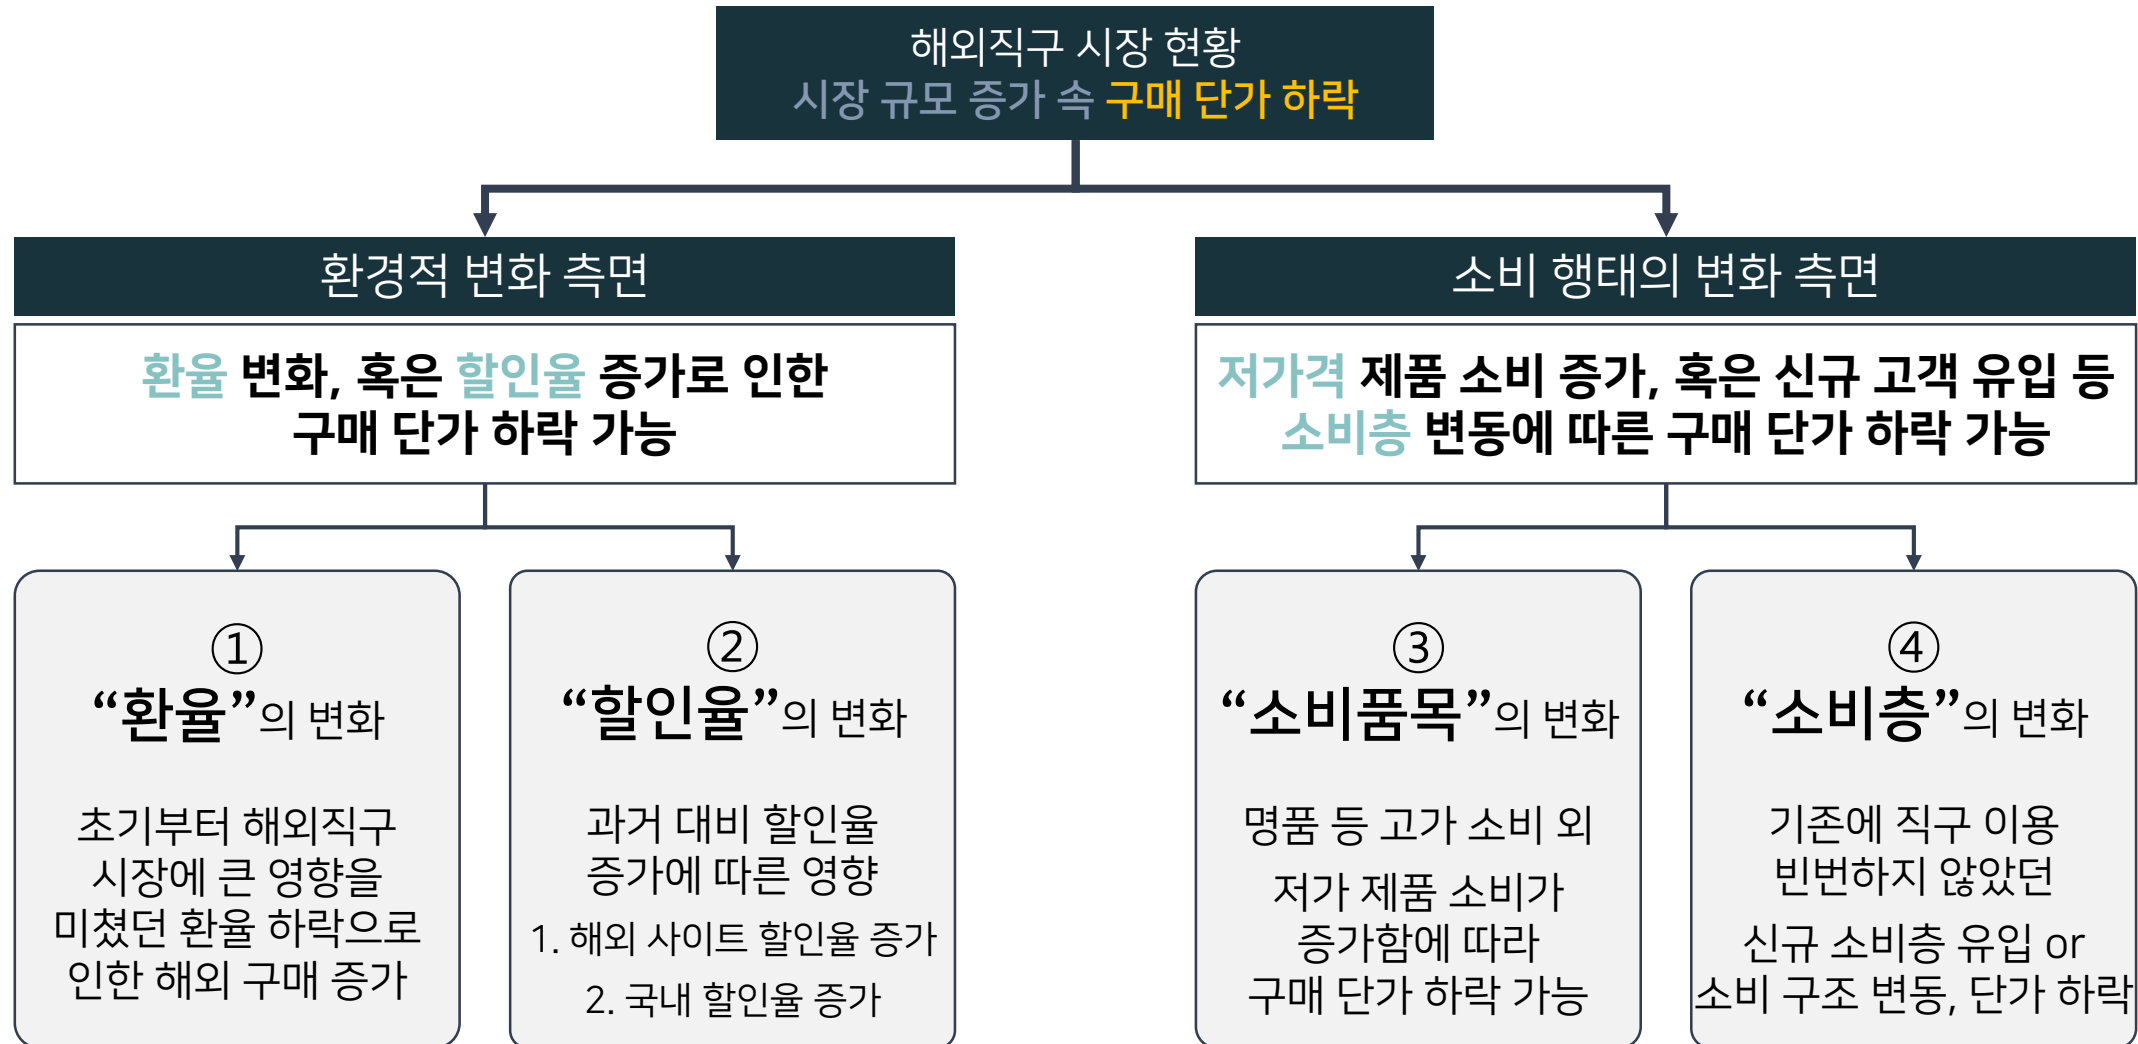 해외직구 시장 현황
시장 규모 증가 속 구매 단가 하락
환경적 변화 측면
환율 변화, 혹은 할인율 증가로 인한
구매 단가 하락 가능
①
“환율”의 변화
초기부터 해외직구
시장에 큰 영향을
미쳤던 환율 하락으로
인한 해외 구매 증가
②
“할인율”의 변화
과거 대비 할인율
증가에 따른 영향
1. 해외 사이트 할인율 증가
2. 국내 할인율 증가
소비 행태의 변화 측면
저가격 제품 소비 증가, 혹은 신규 고객 유입 등
소비층 변동에 따른 구매 단가 하락 가능
③
“소비품목”의 변화
명품 등 고가 소비 외
저가 제품 소비가
증가함에 따라
구매 단가 하락 가능
④
“소비층”의 변화
기존에 직구 이용
빈번하지 않았던
신규 소비층 유입 or
소비 구조 변동, 단가 하락